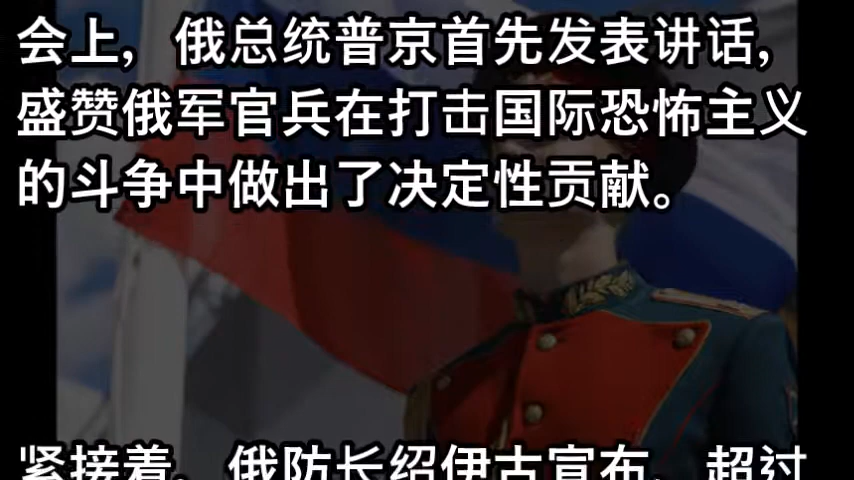 会上，俄总统普京首先发表讲话，
盛赞俄军官兵在打击国际恐怖主义
的斗争中做出了决定性贡献。
紧接着，俄防长绍伊古宣布，超过